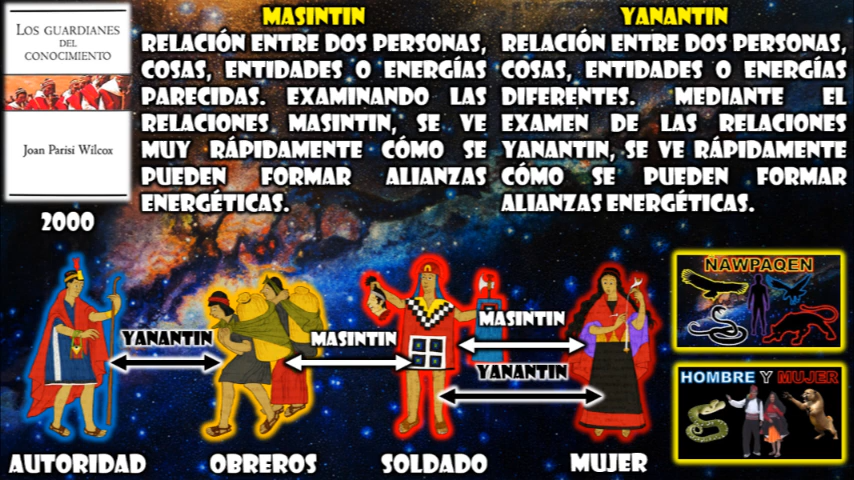 LOS GUARDIANES
DEL
CONOCIMIENTO
Joan Parisi Wilcox
2000
MASINTIN
RELACIÓN ENTRE DOS PERSONAS,
COSAS, ENTIDADES O ENERGÍAS
PARECIDAS. EXAMINANDO LAS
RELACIONES MASINTIN, SE VE
MUY RÁPIDAMENTE CÓMO SE
PUEDEN FORMAR ALIANZAS
ENERGÉTICAS.
YANANTIN
RELACIÓN ENTRE DOS PERSONAS,
COSAS, ENTIDADES O ENERGÍAS
DIFERENTES. MEDIANTE EL
EXAMEN DE LAS RELACIONES
YANANTIN, SE VE RÁPIDAMENTE
CÓMO SE PUEDEN FORMAR
ALIANZAS ENERGÉTICAS.
YANANTIN
MASINTIN
MASINTIN
YANANTIN
ÑAWPAQEN
HOMBRE Y MUJER
AUTORIDAD
OBREROS
SOLDADO
MUJER